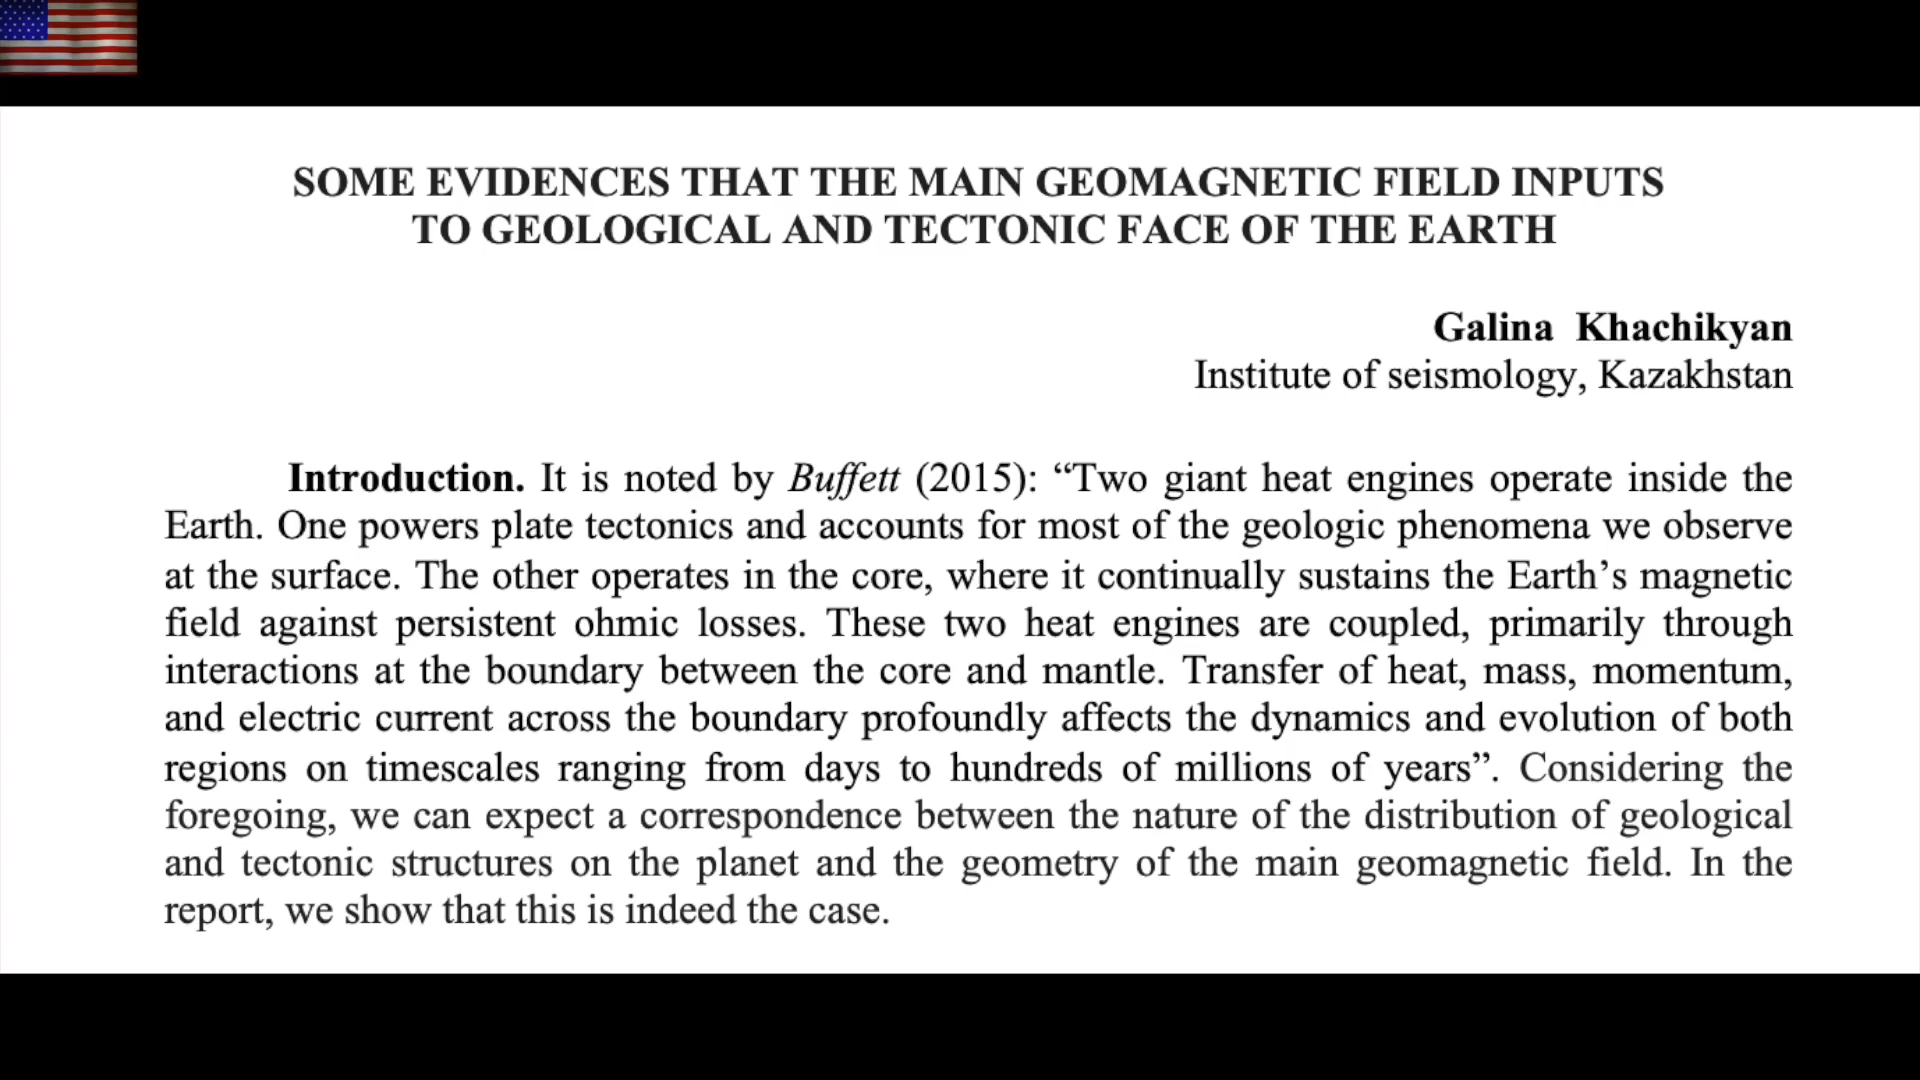 SOME EVIDENCES THAT THE MAIN GEOMAGNETIC FIELD INPUTS
TO GEOLOGICAL AND TECTONIC FACE OF THE EARTH
Galina Khachikyan
Institute of seismology, Kazakhstan
Introduction. It is noted by Buffett (2015): “Two giant heat engines operate inside the
Earth. One powers plate tectonics and accounts for most of the geologic phenomena we observe
at the surface. The other operates in the core, where it continually sustains the Earth’s magnetic
field against persistent ohmic losses. These two heat engines are coupled, primarily through
interactions at the boundary between the core and mantle. Transfer of heat, mass, momentum,
and electric current across the boundary profoundly affects the dynamics and evolution of both
regions on timescales ranging from days to hundreds of millions of years”. Considering the
foregoing, we can expect a correspondence between the nature of the distribution of geological
and tectonic structures on the planet and the geometry of the main geomagnetic field. In the
report, we show that this is indeed the case.